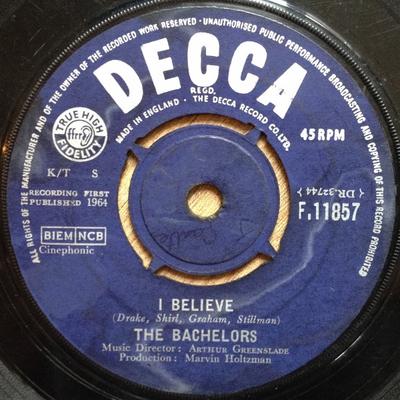 ALL RIGHTS OF THE MANUFACTURER AND OF THE OWNER OF THE RECORDED WORK RESERVED · UNAUTHORISED PUBLIC PERFORMANCE BROADCASTING AND COPYING OF THIS RECORD PROHIBITED
DECCA
REGD.
MADE IN ENGLAND · THE DECCA RECORD CO. LTD.
TRUE HIGH
ffrr
FIDELITY
45 RPM
K/T S
RECORDING FIRST
PUBLISHED 1964
(DR.32744)
F.11857
BIEM NCB
Cinephonic
I BELIEVE
(Drake, Shirl, Graham, Stillman)
THE BACHELORS
Music Director: ARTHUR GREENSLADE
Production: Marvin Holtzman